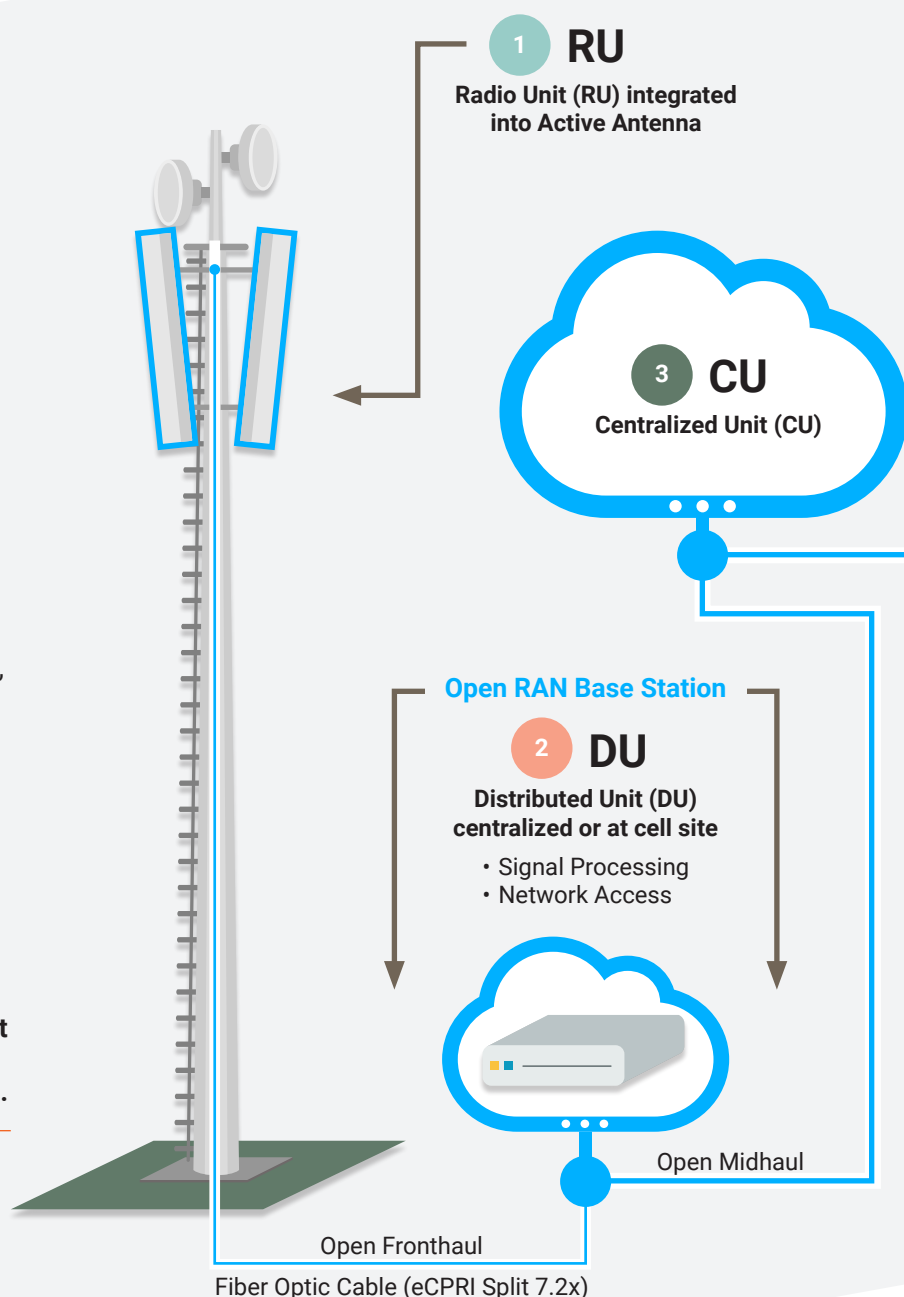 1 RU
Radio Unit (RU) integrated
into Active Antenna
3 CU
Centralized Unit (CU)
Open RAN Base Station
2 DU
Distributed Unit (DU)
centralized or at cell site
• Signal Processing
• Network Access
Open Midhaul
Open Fronthaul
Fiber Optic Cable (eCPRI Split 7.2x)